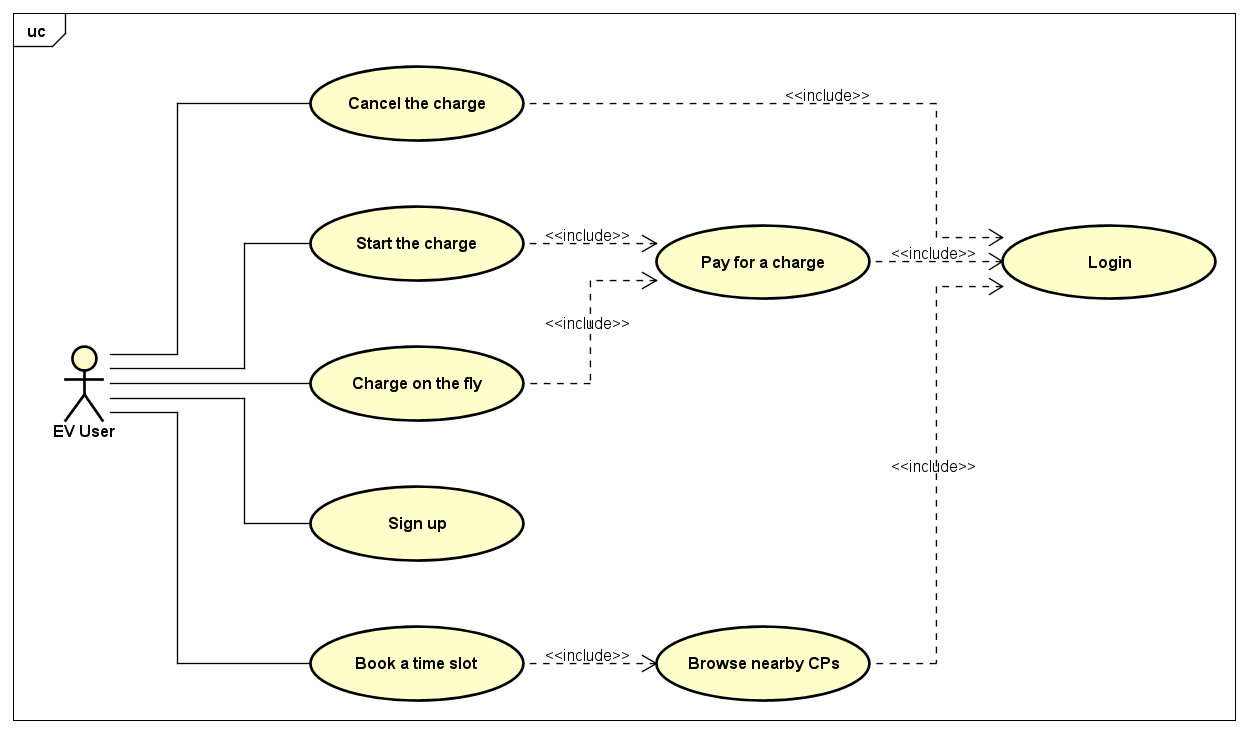 uc
Cancel the charge
<<include>>
Start the charge
<<include>>
Pay for a charge
<<include>>
Login
<<include>>
Charge on the fly
EV User
<<include>>
Sign up
Book a time slot
<<include>>
Browse nearby CPs